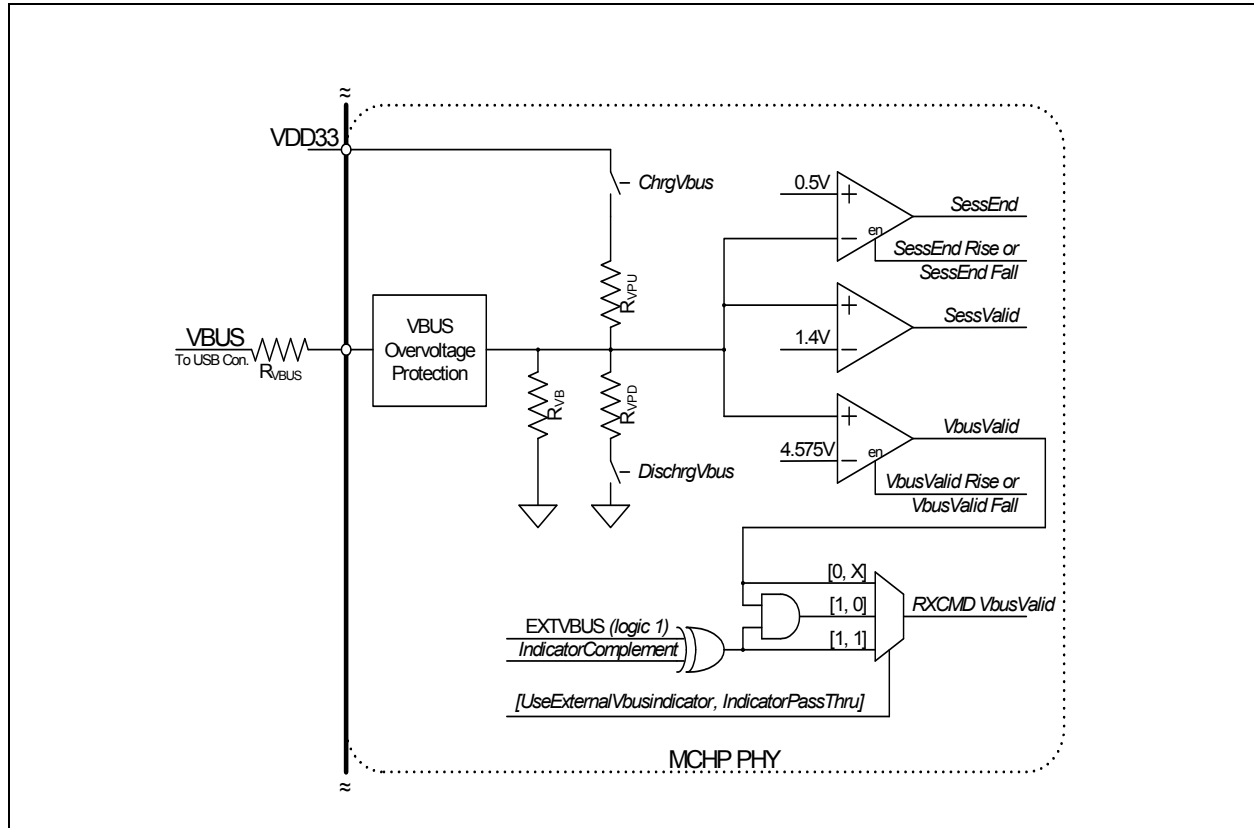 ≈
VDD33
ChrgVbus
0.5V
+
SessEnd
en
−
SessEnd Rise or
SessEnd Fall
RVPU
+
SessValid
1.4V
−
VBUS
To USB Con.
RVBUS
VBUS
Overvoltage
Protection
RVB
RVPD
DischrgVbus
+
VbusValid
4.575V
en
−
VbusValid Rise or
VbusValid Fall
[0, X]
[1, 0]
RXCMD VbusValid
EXTVBUS (logic 1)
IndicatorComplement
[1, 1]
[UseExternalVbusindicator, IndicatorPassThru]
MCHP PHY
≈